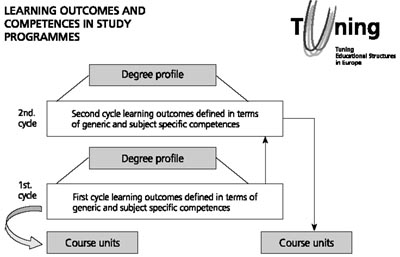 LEARNING OUTCOMES AND
COMPETENCES IN STUDY
PROGRAMMES
Tuning
Tuning
Educational Structures
in Europe
Degree profile
2nd.
cycle
Second cycle learning outcomes defined in terms
of generic and subject specific competences
Degree profile
1st.
cycle
First cycle learning outcomes defined in terms of
generic and subject specific competences
Course units
Course units